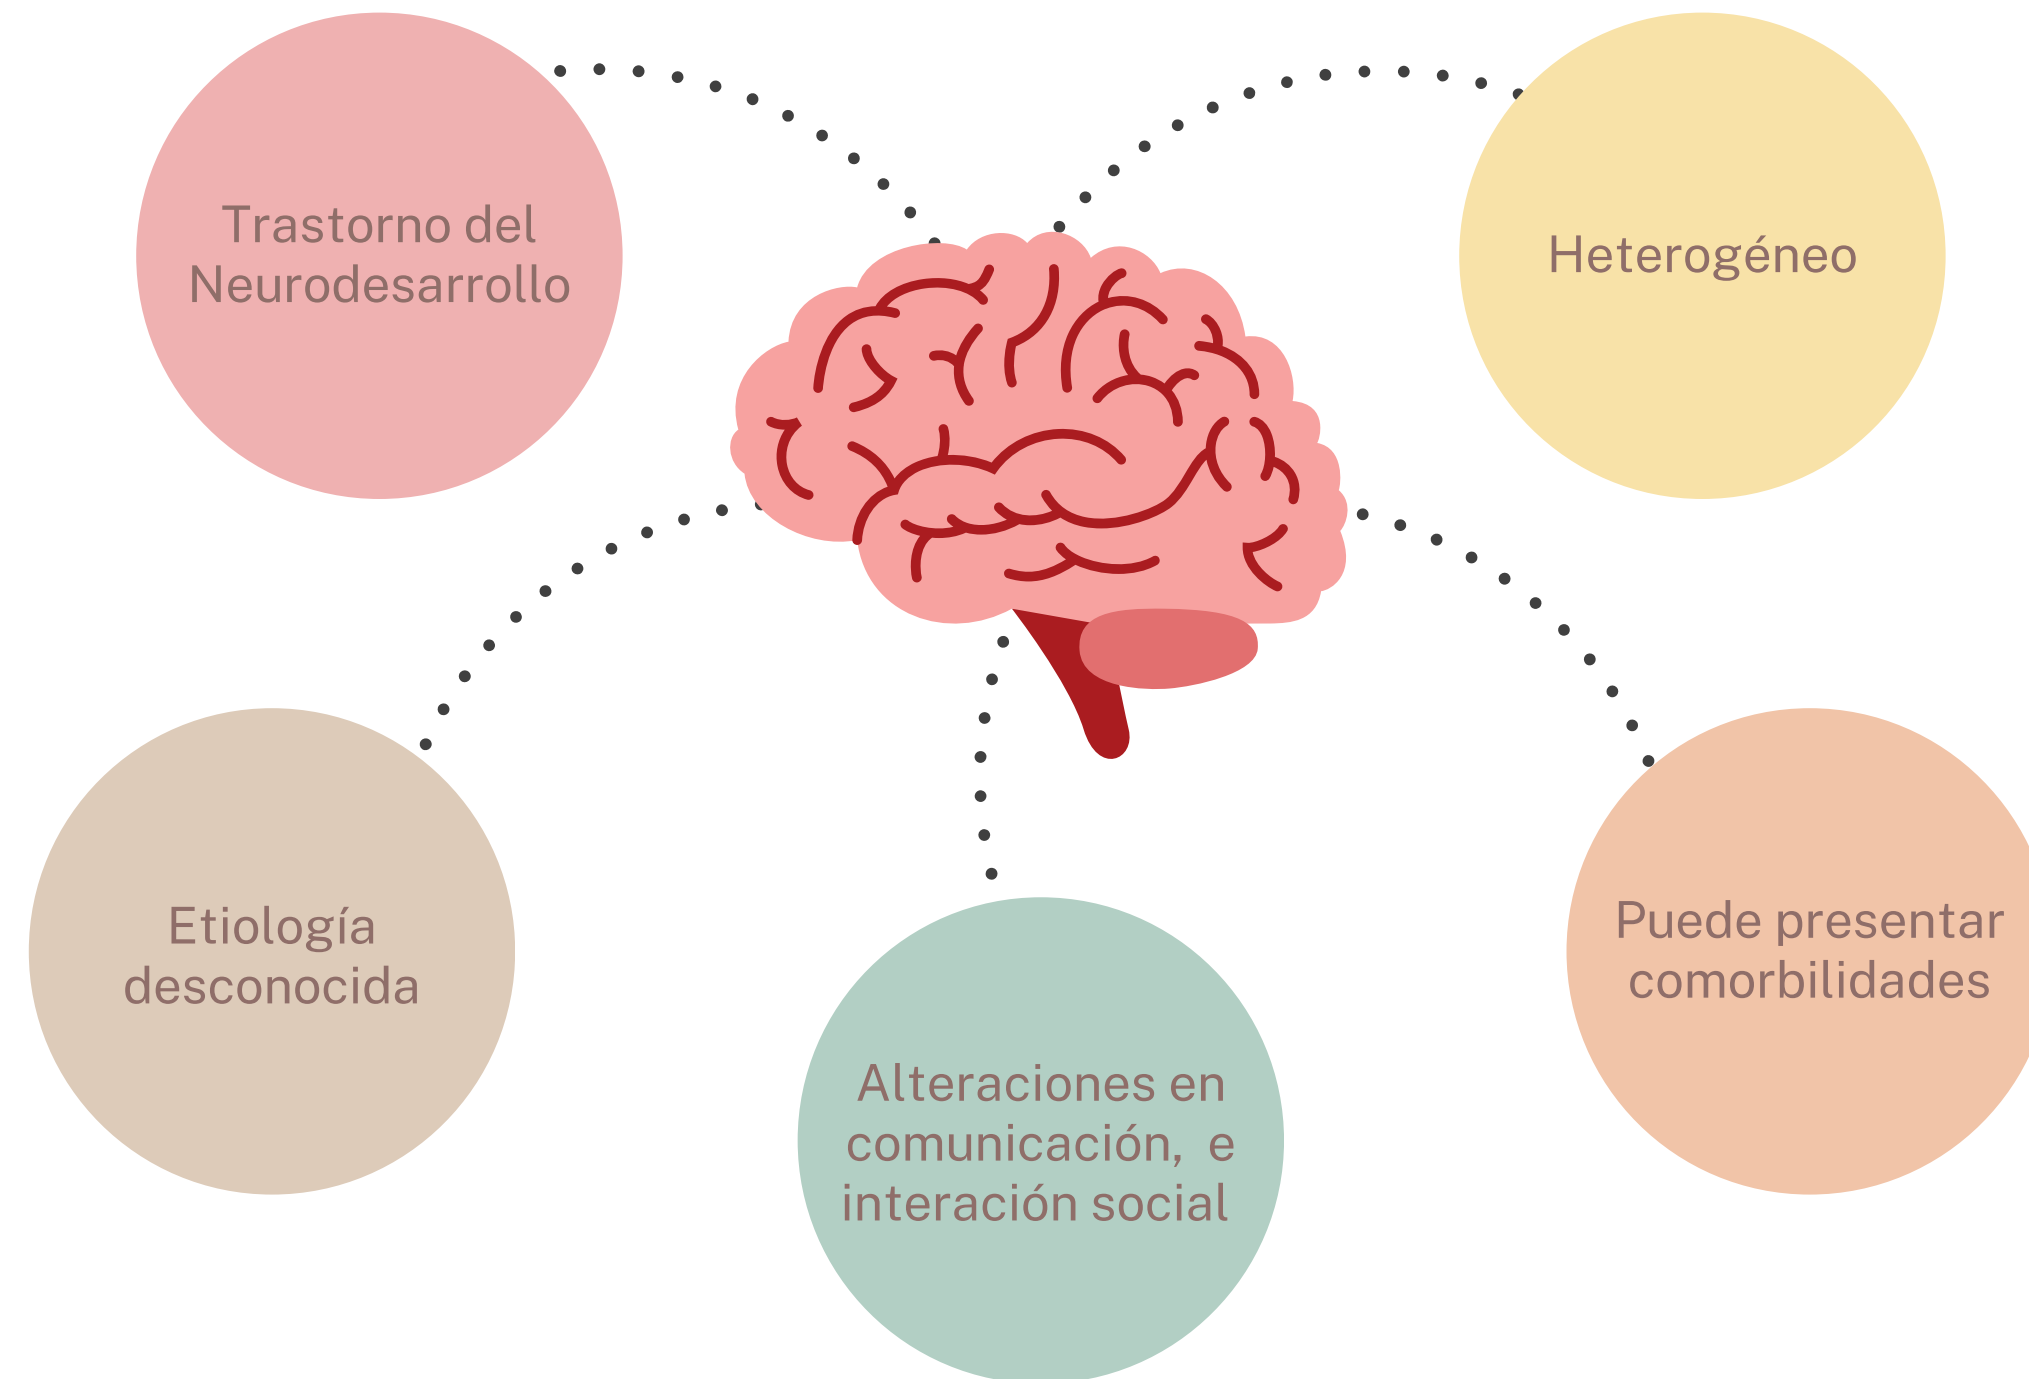 Trastorno del
Neurodesarrollo
Heterogéneo
Etiología
desconocida
Alteraciones en
comunicación,  e
interación social
Puede presentar
comorbilidades